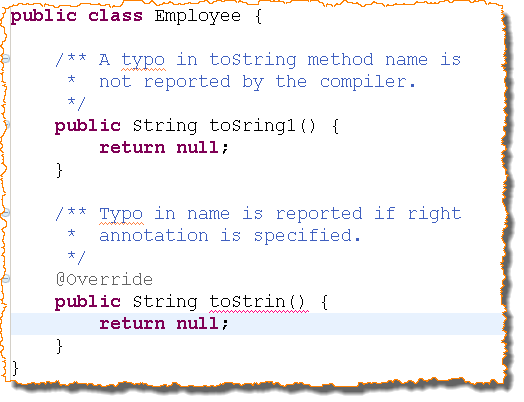 public class Employee {
/** A typo in toString method name is
* not reported by the compiler.
*/
public String toSring1() {
return null;
}
/** Typo in name is reported if right
* annotation is specified.
*/
@Override
public String toStrin() {
return null;
}
}